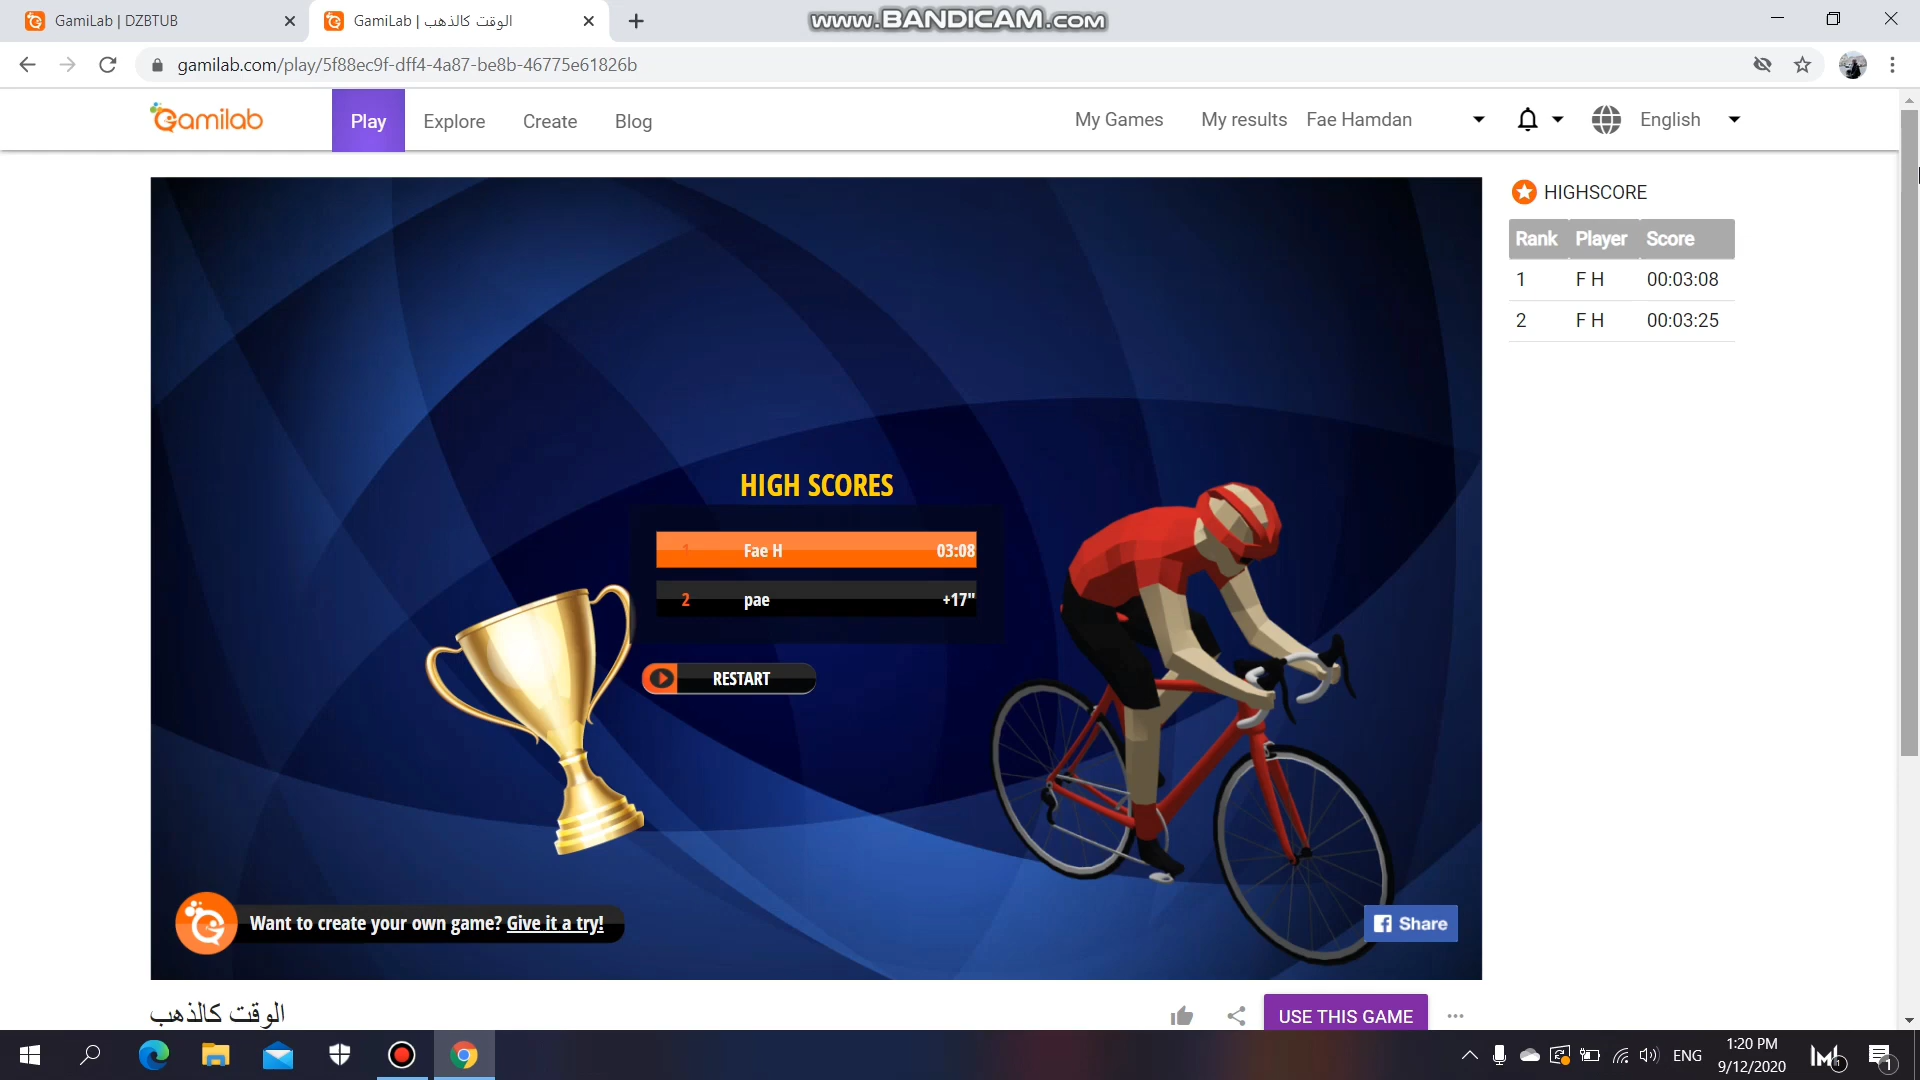 GamiLab | DZBTUB
GamiLab | الوقت كالذهب
www.BANDICAM.com
gamilab.com/play/5f88ec9f-dff4-4a87-be8b-46775e61826b
Gamilab
Play
Explore
Create
Blog
My Games
My results
Fae Hamdan
English
HIGHSCORE
Rank Player Score
1 F H 00:03:08
2 F H 00:03:25
HIGH SCORES
1 Fae H 03:08
2 pae +17"
RESTART
Want to create your own game? Give it a try!
Share
الوقت كالذهب
USE THIS GAME
ENG
1:20 PM
9/12/2020
1